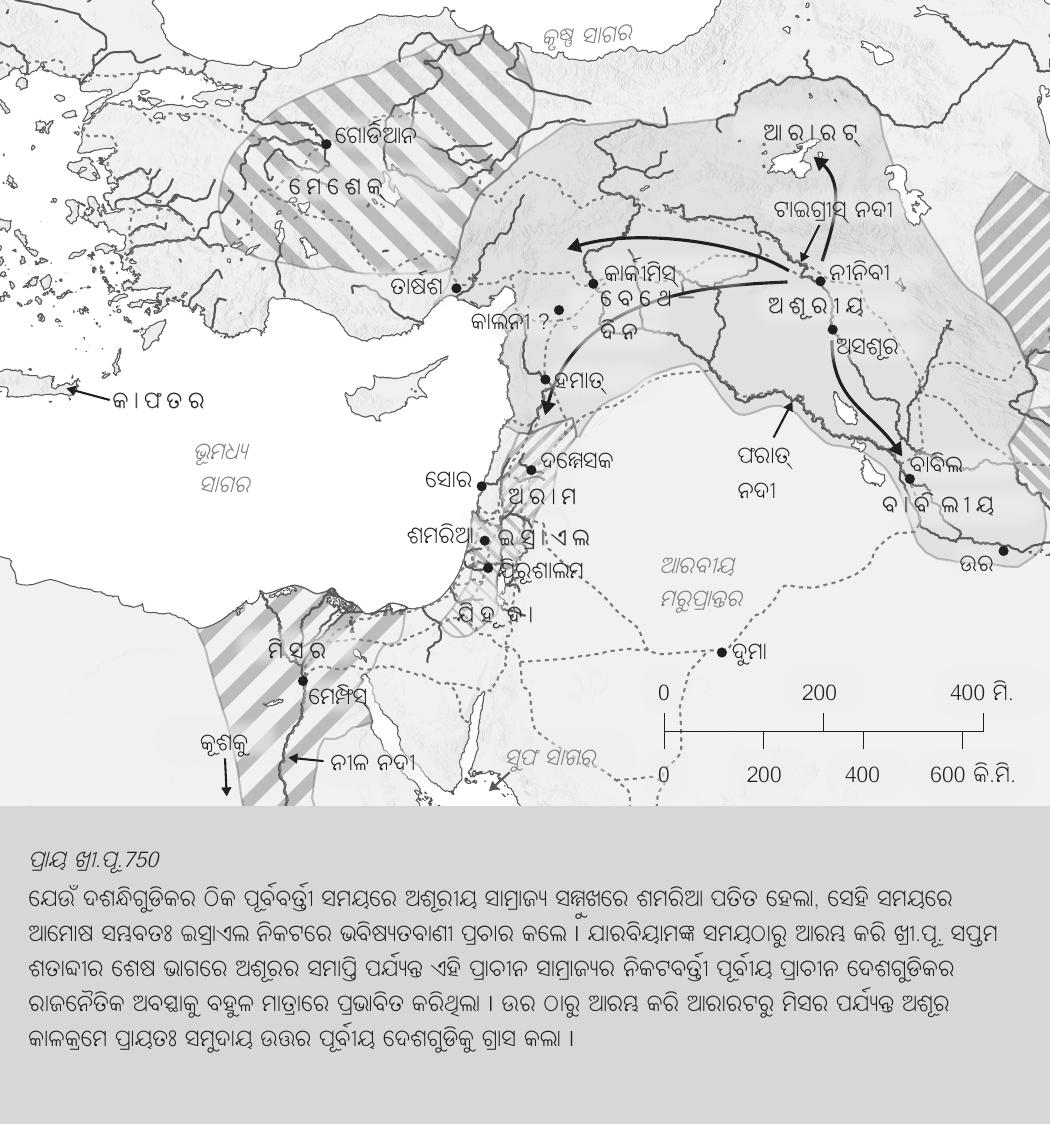 କୃଷ୍ଣ ସାଗର
ଗୋର୍ଡିଆନ
ମେଶେକ୍
ଆରାରଟ୍
ଟାଇଗ୍ରୀସ୍ ନଦୀ
ତାର୍ଷଶ
କାର୍କୀମିସ୍
ନୀନିବୀ
କାଲନୀ ?
ବେଥେ
ଦିନ
ଅଶୂରୀୟ
ଅସଶୂର
ହମାତ୍
କାଫତର
ଭୂମଧ୍ୟ
ସାଗର
ଫରାତ୍
ନଦୀ
ସୋର
ଦମ୍ମେସକ
ଅରାମ
ବାବିଲ
ବାବିଲୀୟ
ଶମରିଆ
ଇସ୍ରାଏଲ
ଯିରୂଶାଲମ
ଉର
ଆରବୀୟ
ମରୁପ୍ରାନ୍ତର
ଯିହୂଦା
ମିସର
ମେମ୍ଫିସ୍
ଦୁମା
0 200 400 ମି.
0 200 400 600 କି.ମି.
କୂଶକୁ
ନୀଳ ନଦୀ
ସୁଫ ସାଗର
ପ୍ରାୟ ଖ୍ରୀ.ପୂ.750
ଯେଉଁ ଦଶନ୍ଧିଗୁଡିକର ଠିକ ପୂର୍ବବର୍ତ୍ତୀ ସମୟରେ ଅଶୂରୀୟ ସାମ୍ରାଜ୍ୟ ସମ୍ମୁଖରେ ଶମରିଆ ପତିତ ହେଲା, ସେହି ସମୟରେ
ଆମୋଷ ସମ୍ଭବତଃ ଇସ୍ରାଏଲ ନିକଟରେ ଭବିଷ୍ୟତବାଣୀ ପ୍ରଚାର କଲେ । ଯାରବିୟାମଙ୍କ ସମୟଠାରୁ ଆରମ୍ଭ କରି ଖ୍ରୀ.ପୂ. ସପ୍ତମ
ଶତାବ୍ଦୀର ଶେଷ ଭାଗରେ ଅଶୂରର ସମାପ୍ତି ପର୍ଯ୍ୟନ୍ତ ଏହି ପ୍ରାଚୀନ ସାମ୍ରାଜ୍ୟର ନିକଟବର୍ତ୍ତୀ ପୂର୍ବୀୟ ପ୍ରାଚୀନ ଦେଶଗୁଡିକର
ରାଜନୈତିକ ଅବସ୍ଥାକୁ ବହୁଳ ମାତ୍ରାରେ ପ୍ରଭାବିତ କରିଥିଲା । ଉର ଠାରୁ ଆରମ୍ଭ କରି ଆରାରଟରୁ ମିସର ପର୍ଯ୍ୟନ୍ତ ଅଶୂର
କାଳକ୍ରମେ ପ୍ରାୟତଃ ସମୁଦାୟ ଉତ୍ତର ପୂର୍ବୀୟ ଦେଶଗୁଡିକୁ ଗ୍ରାସ କଲା ।